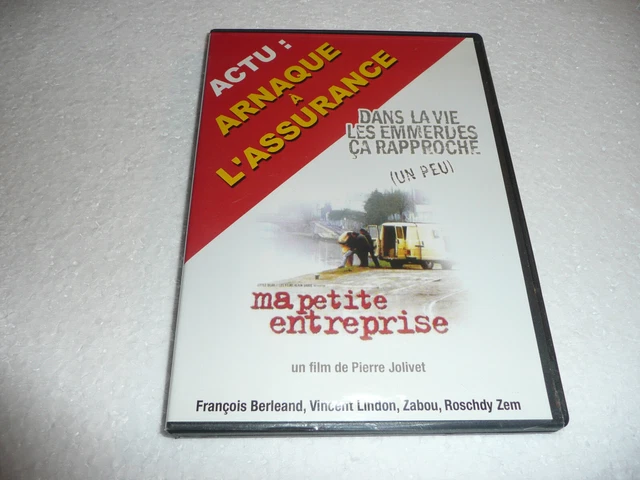 ACTU :
ARNAQUE
À
L'ASSURANCE
DANS LA VIE
LES EMMERDES
ÇA RAPPROCHE
(UN PEU)
ma petite
entreprise
un film de Pierre Jolivet
François Berleand, Vincent Lindon, Zabou, Roschdy Zem